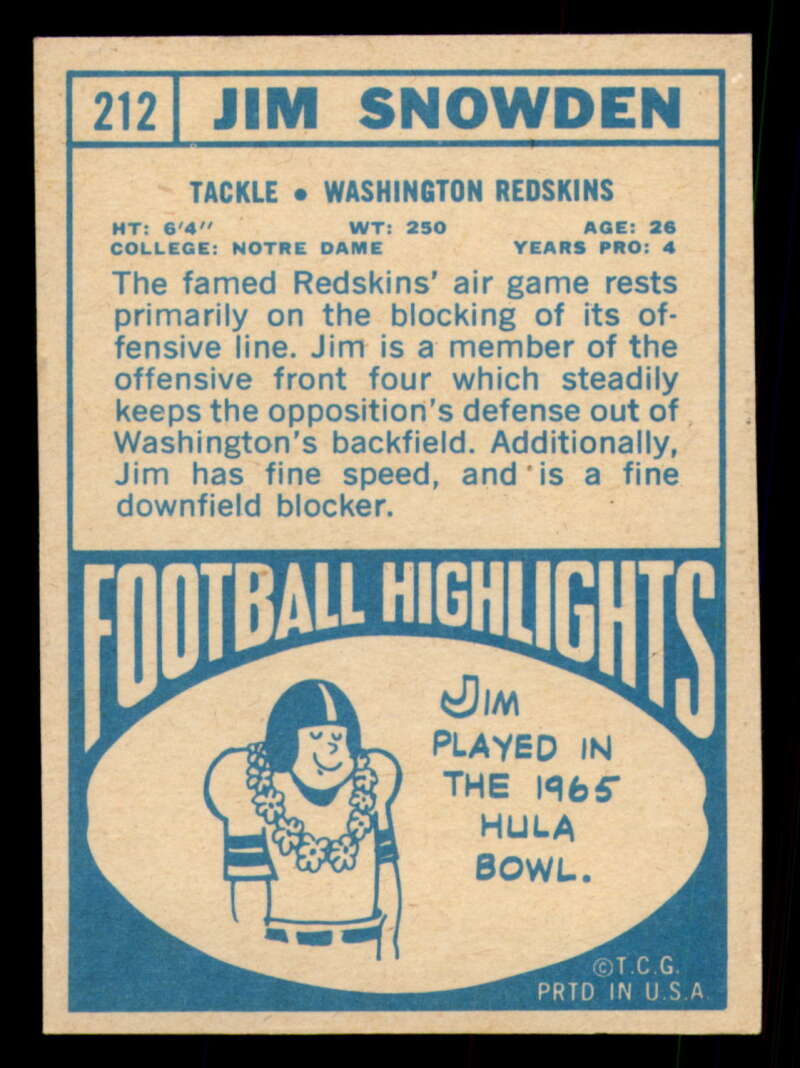 212 JIM SNOWDEN
TACKLE • WASHINGTON REDSKINS
HT: 6'4" WT: 250 AGE: 26
COLLEGE: NOTRE DAME YEARS PRO: 4
The famed Redskins' air game rests
primarily on the blocking of its of-
fensive line. Jim is a member of the
offensive front four which steadily
keeps the opposition's defense out of
Washington's backfield. Additionally,
Jim has fine speed, and is a fine
downfield blocker.
FOOTBALL HIGHLIGHTS
JIM
PLAYED IN
THE 1965
HULA
BOWL.
©T.C.G.
PRTD IN U.S.A.